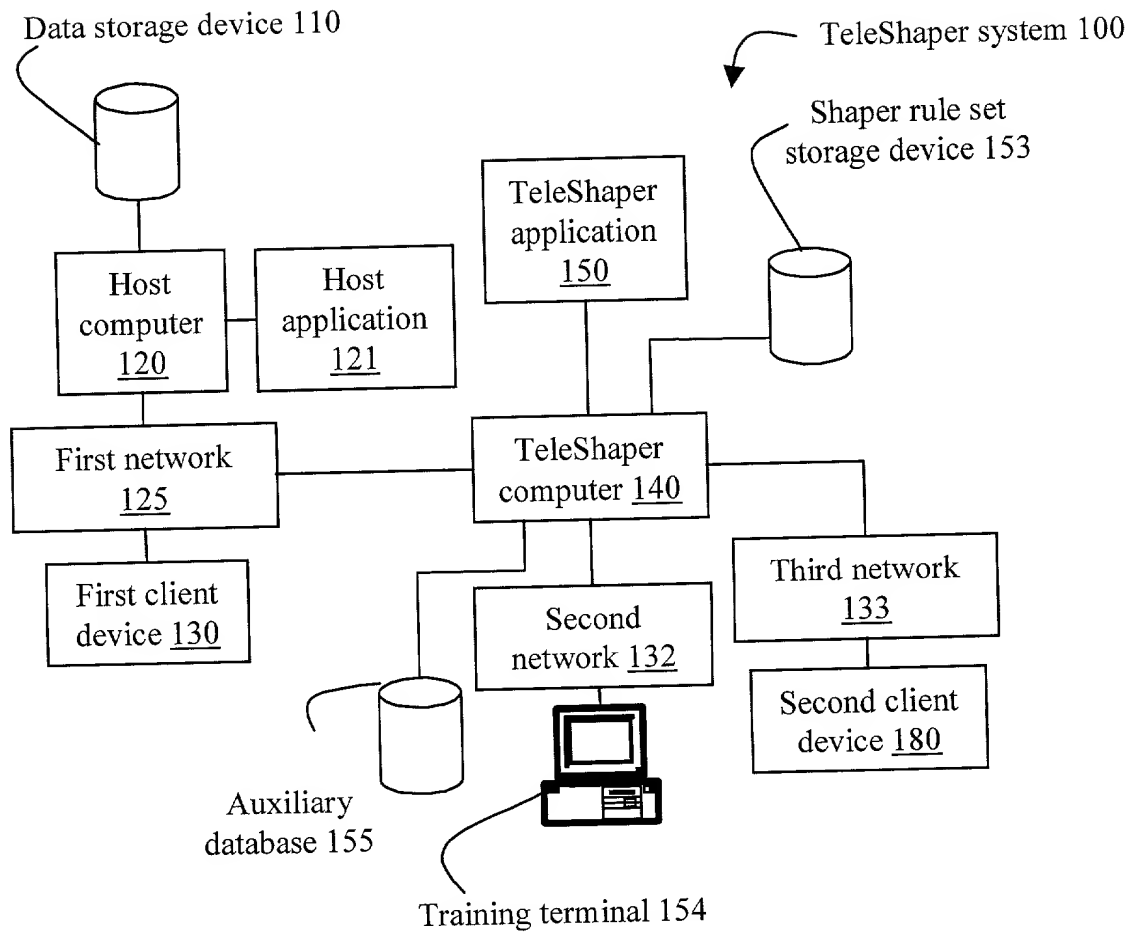 Data storage device 110
TeleShaper system 100
Shaper rule set
storage device 153
TeleShaper
application
150
Host
computer
120
Host
application
121
First network
125
TeleShaper
computer 140
First client
device 130
Second
network 132
Third network
133
Second client
device 180
Auxiliary
database 155
Training terminal 154